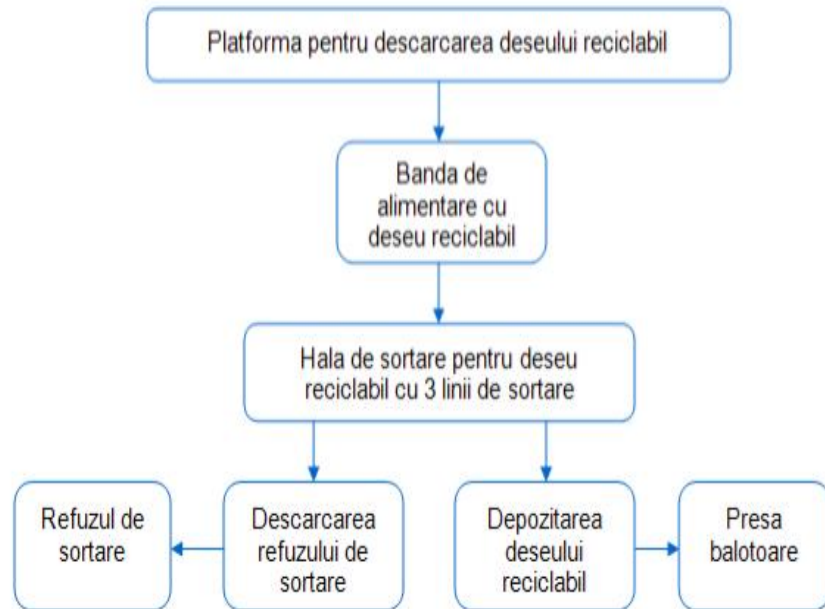 Platforma pentru descarcarea deseului reciclabil
Banda de
alimentare cu
deseu reciclabil
Hala de sortare pentru deseu
reciclabil cu 3 linii de sortare
Refuzul de
sortare
Descarcarea
refuzului de
sortare
Depozitarea
deseului
reciclabil
Presa
balotoare